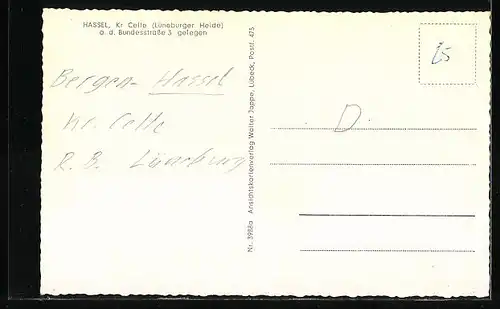 HASSEL, Kr Celle (Lüneburger Heide)
a. d. Bundesstraße 3 gelegen
Bergen-Hassel
Kr. Celle
R. B. Lüneburg
Nr. 3988a Ansichtskartenverlag Walter Jappe, Lübeck, Postf. 475
D.